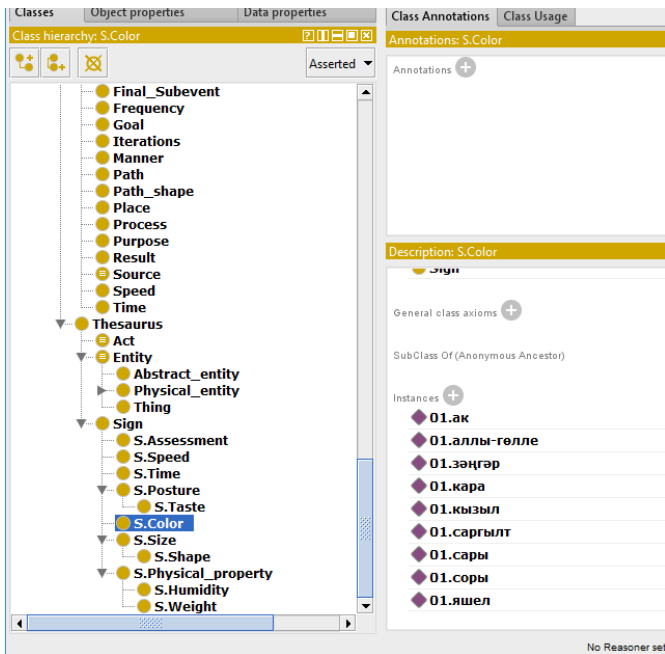 Classes Object properties Data properties
Class hierarchy: S.Color
Asserted
Final_Subevent
Frequency
Goal
Iterations
Manner
Path
Path_shape
Place
Process
Purpose
Result
Source
Speed
Time
Thesaurus
Act
Entity
Abstract_entity
Physical_entity
Thing
Sign
S.Assessment
S.Speed
S.Time
S.Posture
S.Taste
S.Color
S.Size
S.Shape
S.Physical_property
S.Humidity
S.Weight
Class Annotations Class Usage
Annotations: S.Color
Annotations
Description: S.Color
Sign
General class axioms
SubClass Of (Anonymous Ancestor)
Instances
01.ак
01.аллы-гөлле
01.зәңгәр
01.кара
01.кызыл
01.саргылт
01.сары
01.соры
01.яшел
No Reasoner set